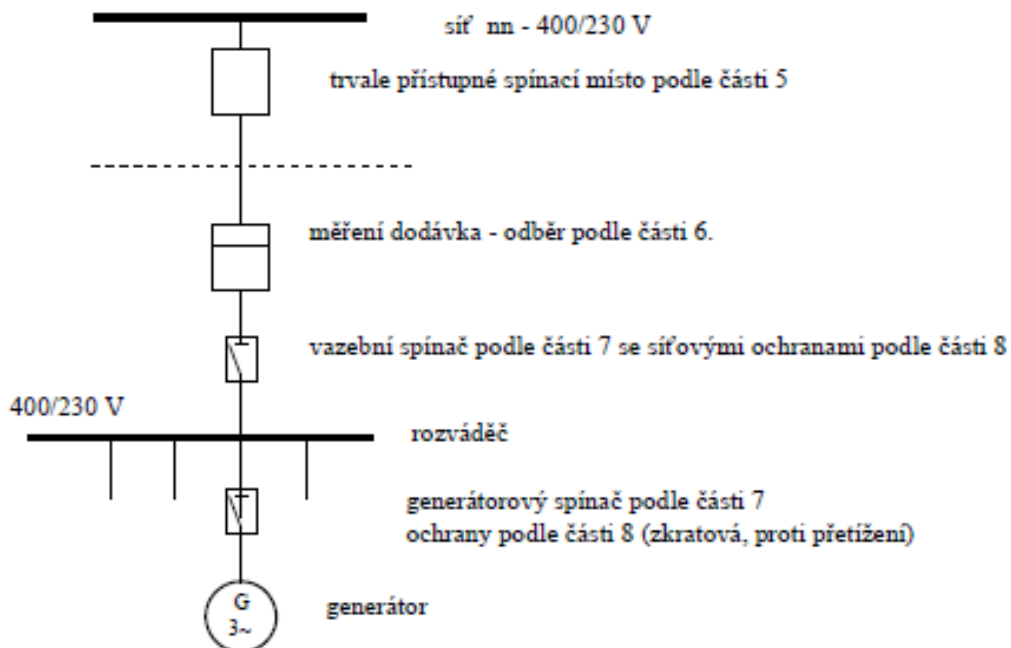 síť nn - 400/230 V
trvale přístupné spínací místo podle části 5
měření dodávka - odběr podle části 6.
vazební spínač podle části 7 se síťovými ochranami podle části 8
400/230 V
rozváděč
generátorový spínač podle části 7
ochrany podle části 8 (zkratová, proti přetížení)
G
3~
generátor